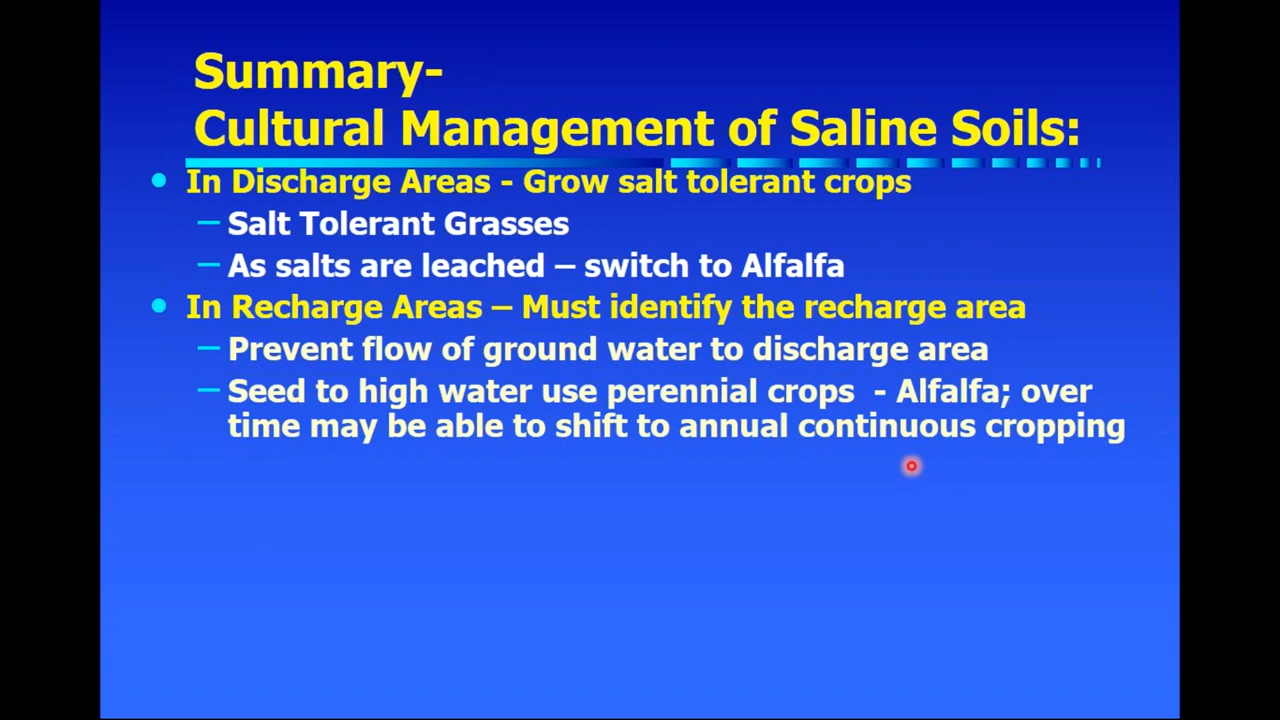 Summary-
Cultural Management of Saline Soils:
In Discharge Areas - Grow salt tolerant crops
– Salt Tolerant Grasses
– As salts are leached – switch to Alfalfa
In Recharge Areas – Must identify the recharge area
– Prevent flow of ground water to discharge area
– Seed to high water use perennial crops - Alfalfa; over
time may be able to shift to annual continuous cropping